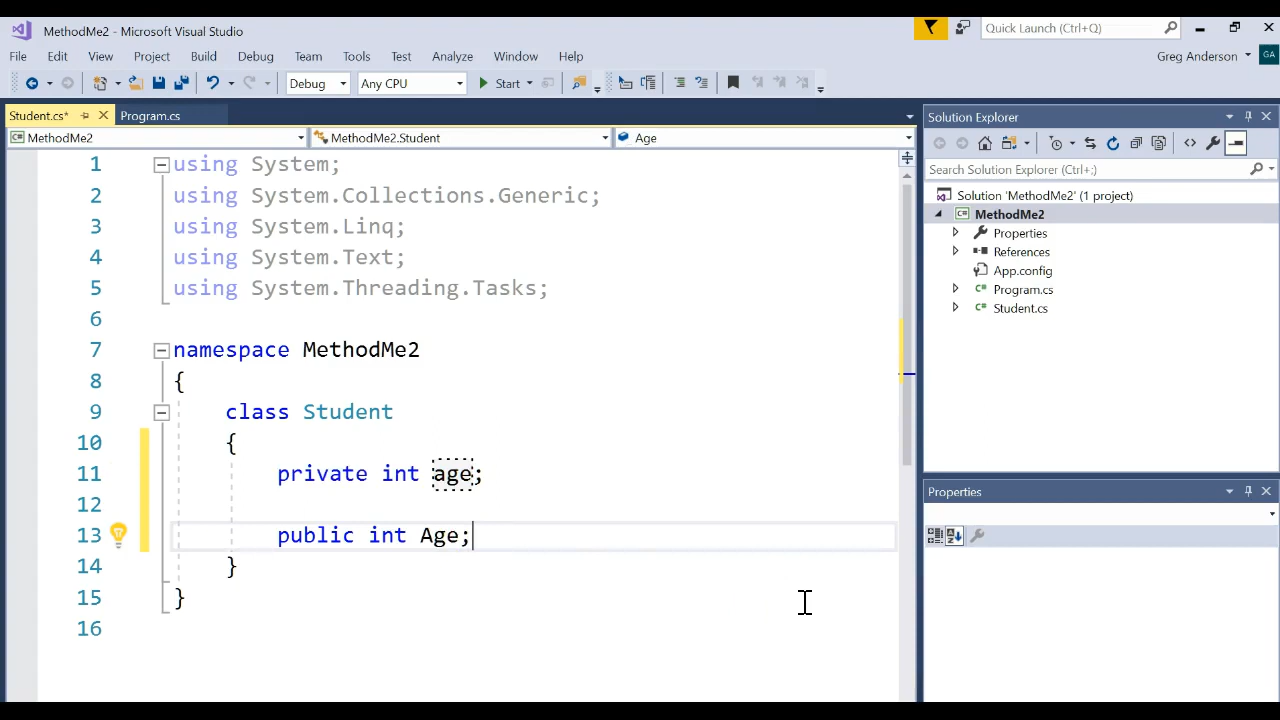 MethodMe2 - Microsoft Visual Studio
Quick Launch (Ctrl+Q)
File Edit View Project Build Debug Team Tools Test Analyze Window Help
Greg Anderson GA
Debug Any CPU Start
Student.cs* Program.cs
MethodMe2 MethodMe2.Student Age
1 using System;
2 using System.Collections.Generic;
3 using System.Linq;
4 using System.Text;
5 using System.Threading.Tasks;
6
7 namespace MethodMe2
8 {
9 class Student
10 {
11 private int age;
12
13 public int Age;
14 }
15 }
16
Solution Explorer
Search Solution Explorer (Ctrl+;)
Solution 'MethodMe2' (1 project)
C# MethodMe2
Properties
References
App.config
C# Program.cs
C# Student.cs
Properties